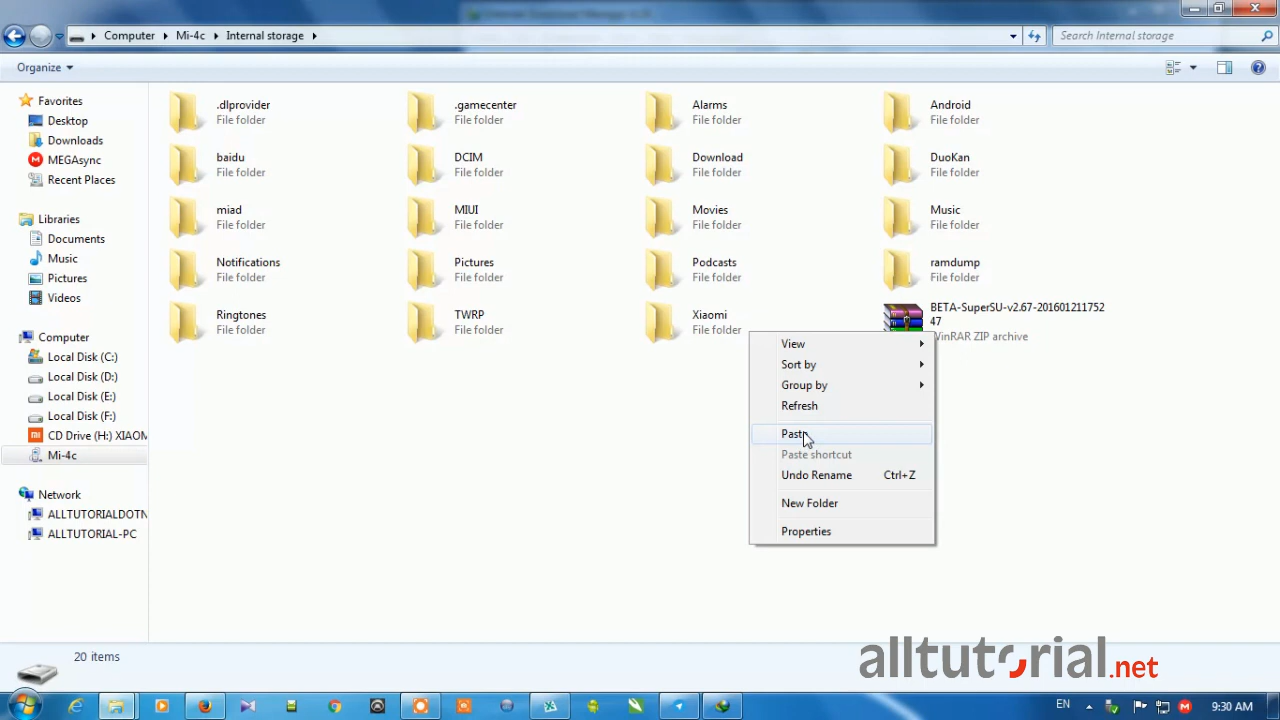 Computer
Mi-4c
Internal storage
Search Internal storage
Organize
Favorites
Desktop
Downloads
MEGAsync
Recent Places
Libraries
Documents
Music
Pictures
Videos
Computer
Local Disk (C:)
Local Disk (D:)
Local Disk (E:)
Local Disk (F:)
CD Drive (H:) XIAOM
Mi-4c
Network
ALLTUTORIALDOTN
ALLTUTORIAL-PC
.dlprovider
File folder
.gamecenter
File folder
Alarms
File folder
Android
File folder
baidu
File folder
DCIM
File folder
Download
File folder
DuoKan
File folder
miad
File folder
MIUI
File folder
Movies
File folder
Music
File folder
Notifications
File folder
Pictures
File folder
Podcasts
File folder
ramdump
File folder
Ringtones
File folder
TWRP
File folder
Xiaomi
File folder
BETA-SuperSU-v2.67-201601211752
47
WinRAR ZIP archive
View
Sort by
Group by
Refresh
Paste
Paste shortcut
Undo Rename Ctrl+Z
New Folder
Properties
20 items
alltutorial.net
EN
9:30 AM